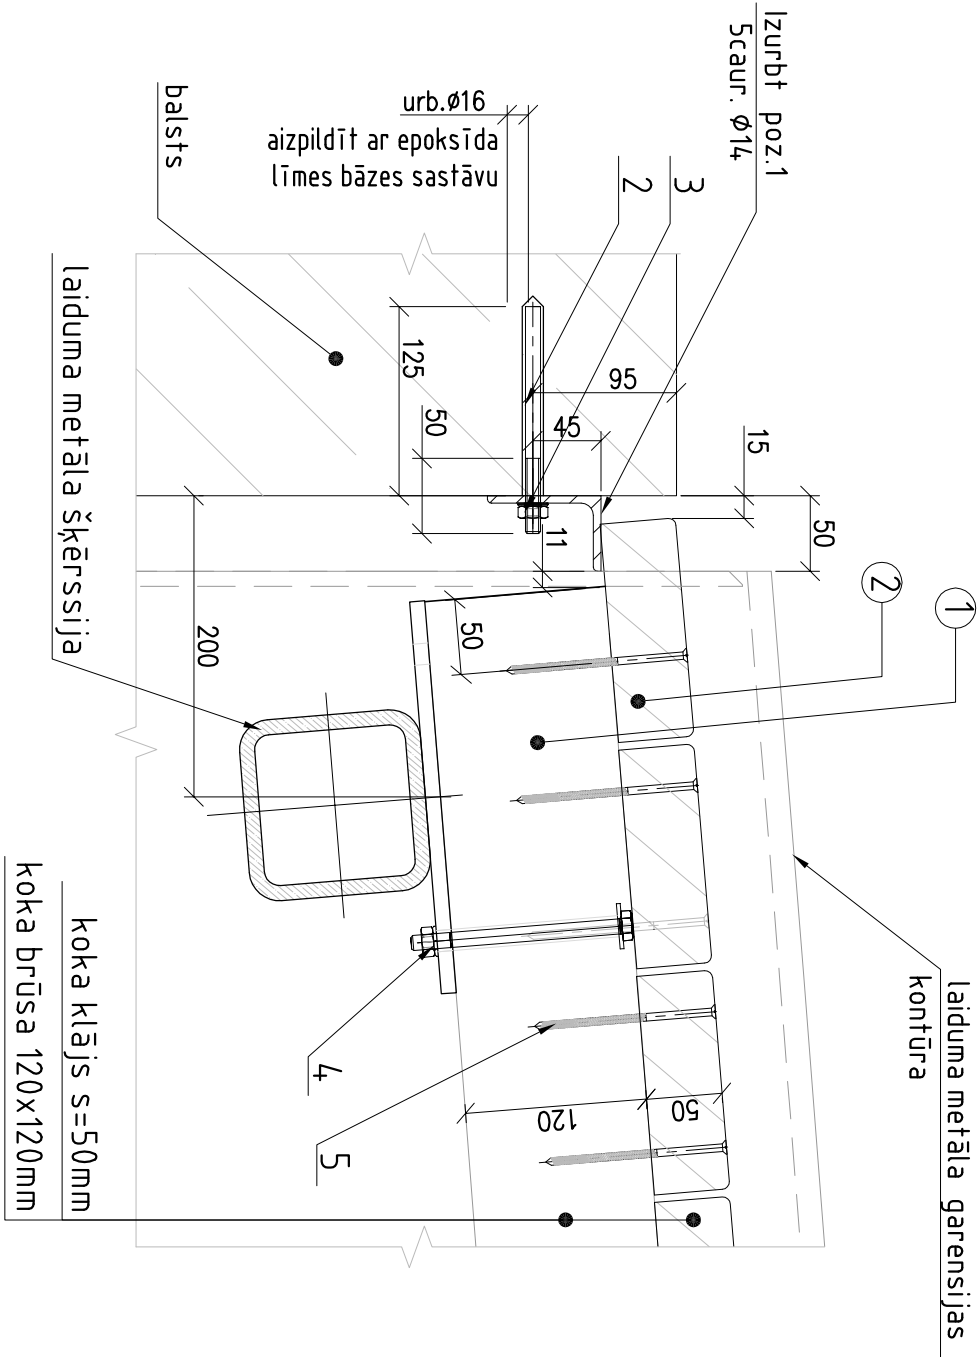 Izurbt poz.1
5caur. Ø14
urb.Ø16
aizpildīt ar epoksīda
līmes bāzes sastāvu
balsts
laiduma metāla šķērssija
3
2
125
50
95
45
15
50
11
200
50
2
1
laiduma metāla garensijas
kontūra
4
5
120
50
koka klājs s=50mm
koka brūsa 120x120mm